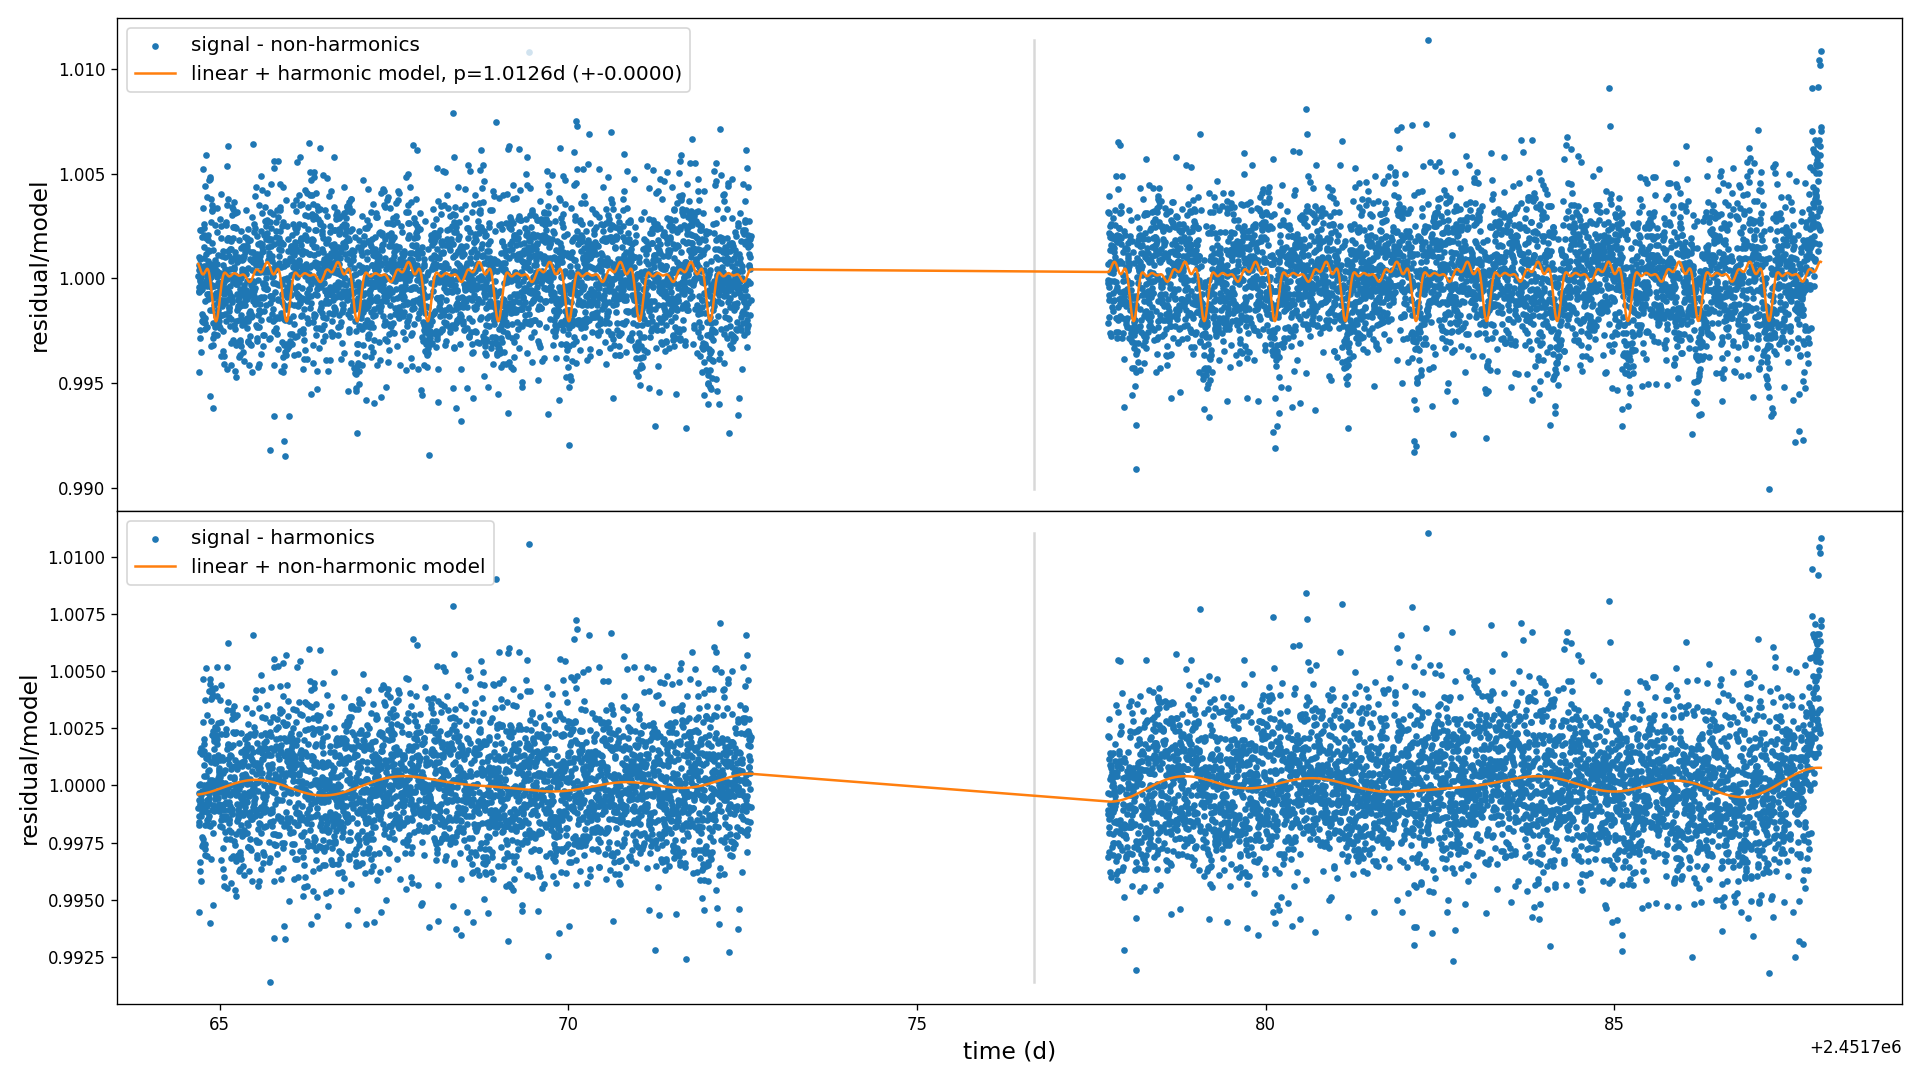 signal - non-harmonics
linear + harmonic model, p=1.0126d (+-0.0000)
residual/model
1.010
1.005
1.000
0.995
0.990
signal - harmonics
linear + non-harmonic model
residual/model
1.0100
1.0075
1.0050
1.0025
1.0000
0.9975
0.9950
0.9925
65
70
75
80
85
time (d)
+2.4517e6